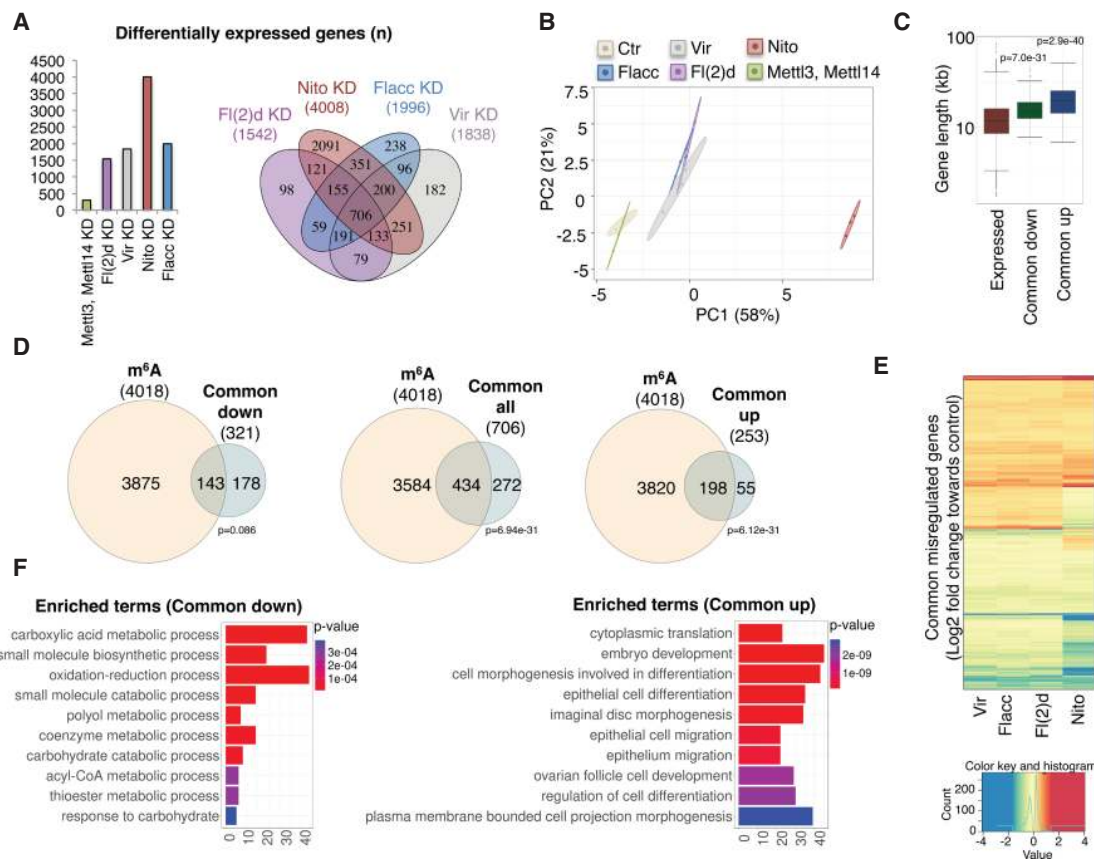 A
Differentially expressed genes (n)
4500
4000
3500
3000
2500
2000
1500
1000
500
0
Mettl3, Mettl14 KD
Fl(2)d KD
Vir KD
Nito KD
Flacc KD
Nito KD
(4008)
Flacc KD
(1996)
Fl(2)d KD
(1542)
Vir KD
(1838)
2091
238
121
351
96
98
155
200
182
706
59
191
133
251
79
B
Ctr
Vir
Nito
Flacc
Fl(2)d
Mettl3, Mettl14
PC2 (21%)
7.5
5
2.5
0
-2.5
-5
-5
0
5
PC1 (58%)
C
Gene length (kb)
100
10
p=7.0e-31
p=2.9e-40
Expressed
Common down
Common up
D
m⁶A
(4018)
Common
down
(321)
3875
143
178
p=0.086
m⁶A
(4018)
Common
all
(706)
3584
434
272
p=6.94e-31
m⁶A
(4018)
Common
up
(253)
3820
198
55
p=6.12e-31
E
Common misregulated genes
(Log2 fold change towards control)
Vir
Flacc
Fl(2)d
Nito
Color key and histogram
Count
200
100
0
-4
-2
0
2
4
Value
F
Enriched terms (Common down)
carboxylic acid metabolic process
small molecule biosynthetic process
oxidation-reduction process
small molecule catabolic process
polyol metabolic process
coenzyme metabolic process
carbohydrate catabolic process
acyl-CoA metabolic process
thioester metabolic process
response to carbohydrate
0
10
20
30
40
p-value
3e-04
2e-04
1e-04
Enriched terms (Common up)
cytoplasmic translation
embryo development
cell morphogenesis involved in differentiation
epithelial cell differentiation
imaginal disc morphogenesis
epithelial cell migration
epithelium migration
ovarian follicle cell development
regulation of cell differentiation
plasma membrane bounded cell projection morphogenesis
0
10
20
30
40
p-value
2e-09
1e-09